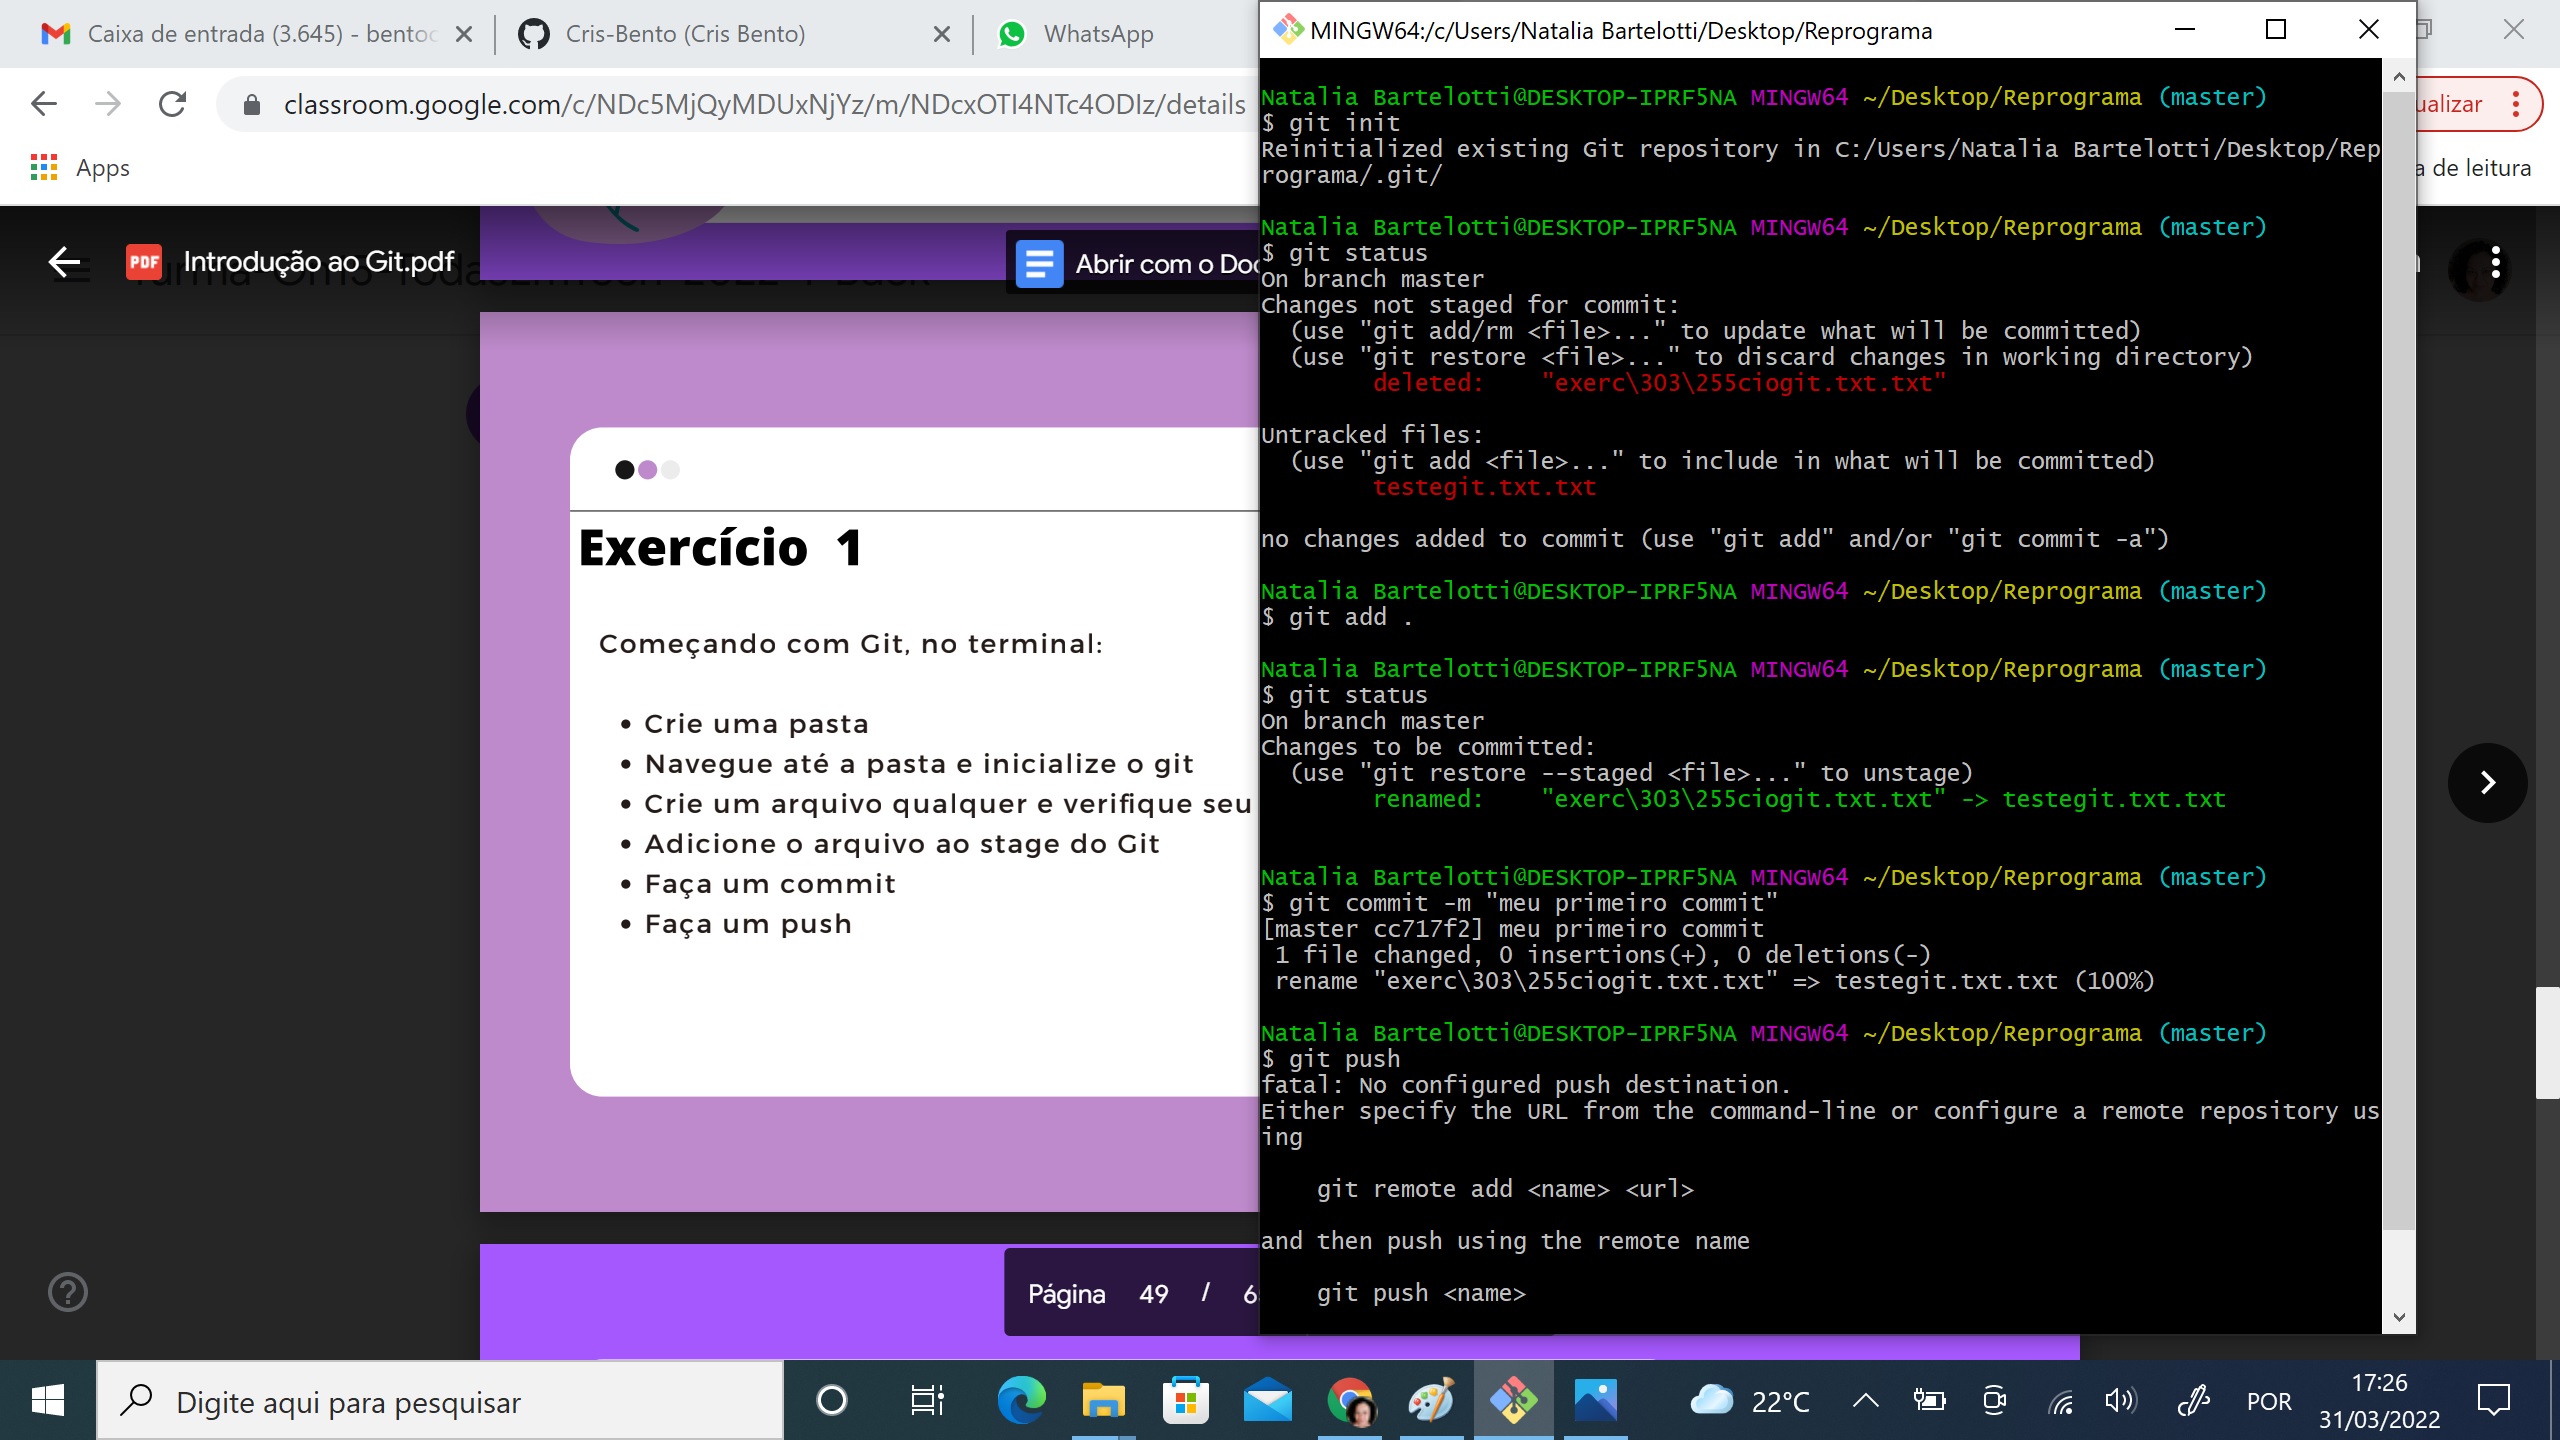 Caixa de entrada (3.645) - bentoc
Cris-Bento (Cris Bento)
WhatsApp
classroom.google.com/c/NDc5MjQyMDUxNjYz/m/NDcxOTI4NTc4ODIz/details
ualizar
Apps
a de leitura
PDF
Introdução ao Git.pdf
Abrir com o Doc
Exercício 1
Começando com Git, no terminal:
• Crie uma pasta
• Navegue até a pasta e inicialize o git
• Crie um arquivo qualquer e verifique seu
• Adicione o arquivo ao stage do Git
• Faça um commit
• Faça um push
Página 49 / 6
MINGW64:/c/Users/Natalia Bartelotti/Desktop/Reprograma
Natalia Bartelotti@DESKTOP-IPRF5NA MINGW64 ~/Desktop/Reprograma (master)
$ git init
Reinitialized existing Git repository in C:/Users/Natalia Bartelotti/Desktop/Rep
rograma/.git/
Natalia Bartelotti@DESKTOP-IPRF5NA MINGW64 ~/Desktop/Reprograma (master)
$ git status
On branch master
Changes not staged for commit:
(use "git add/rm <file>..." to update what will be committed)
(use "git restore <file>..." to discard changes in working directory)
deleted: "exerc\303\255ciogit.txt.txt"
Untracked files:
(use "git add <file>..." to include in what will be committed)
testegit.txt.txt
no changes added to commit (use "git add" and/or "git commit -a")
Natalia Bartelotti@DESKTOP-IPRF5NA MINGW64 ~/Desktop/Reprograma (master)
$ git add .
Natalia Bartelotti@DESKTOP-IPRF5NA MINGW64 ~/Desktop/Reprograma (master)
$ git status
On branch master
Changes to be committed:
(use "git restore --staged <file>..." to unstage)
renamed: "exerc\303\255ciogit.txt.txt" -> testegit.txt.txt
Natalia Bartelotti@DESKTOP-IPRF5NA MINGW64 ~/Desktop/Reprograma (master)
$ git commit -m "meu primeiro commit"
[master cc717f2] meu primeiro commit
1 file changed, 0 insertions(+), 0 deletions(-)
rename "exerc\303\255ciogit.txt.txt" => testegit.txt.txt (100%)
Natalia Bartelotti@DESKTOP-IPRF5NA MINGW64 ~/Desktop/Reprograma (master)
$ git push
fatal: No configured push destination.
Either specify the URL from the command-line or configure a remote repository us
ing
git remote add <name> <url>
and then push using the remote name
git push <name>
Digite aqui para pesquisar
22°C
POR
17:26
31/03/2022